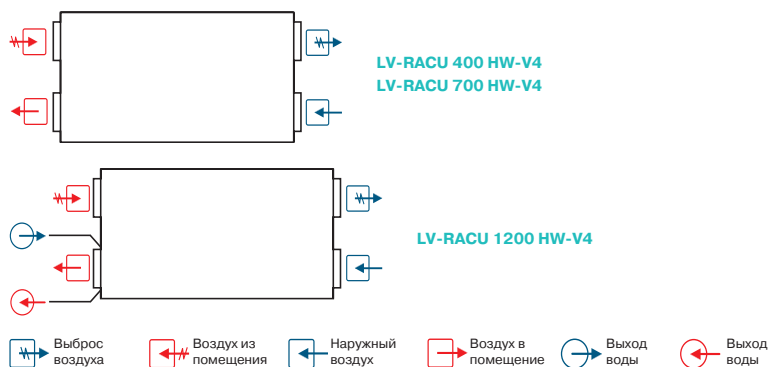 LV-RACU 400 HW-V4
LV-RACU 700 HW-V4
LV-RACU 1200 HW-V4
Выброс
воздуха
Воздух из
помещения
Наружный
воздух
Воздух в
помещение
Выход
воды
Выход
воды